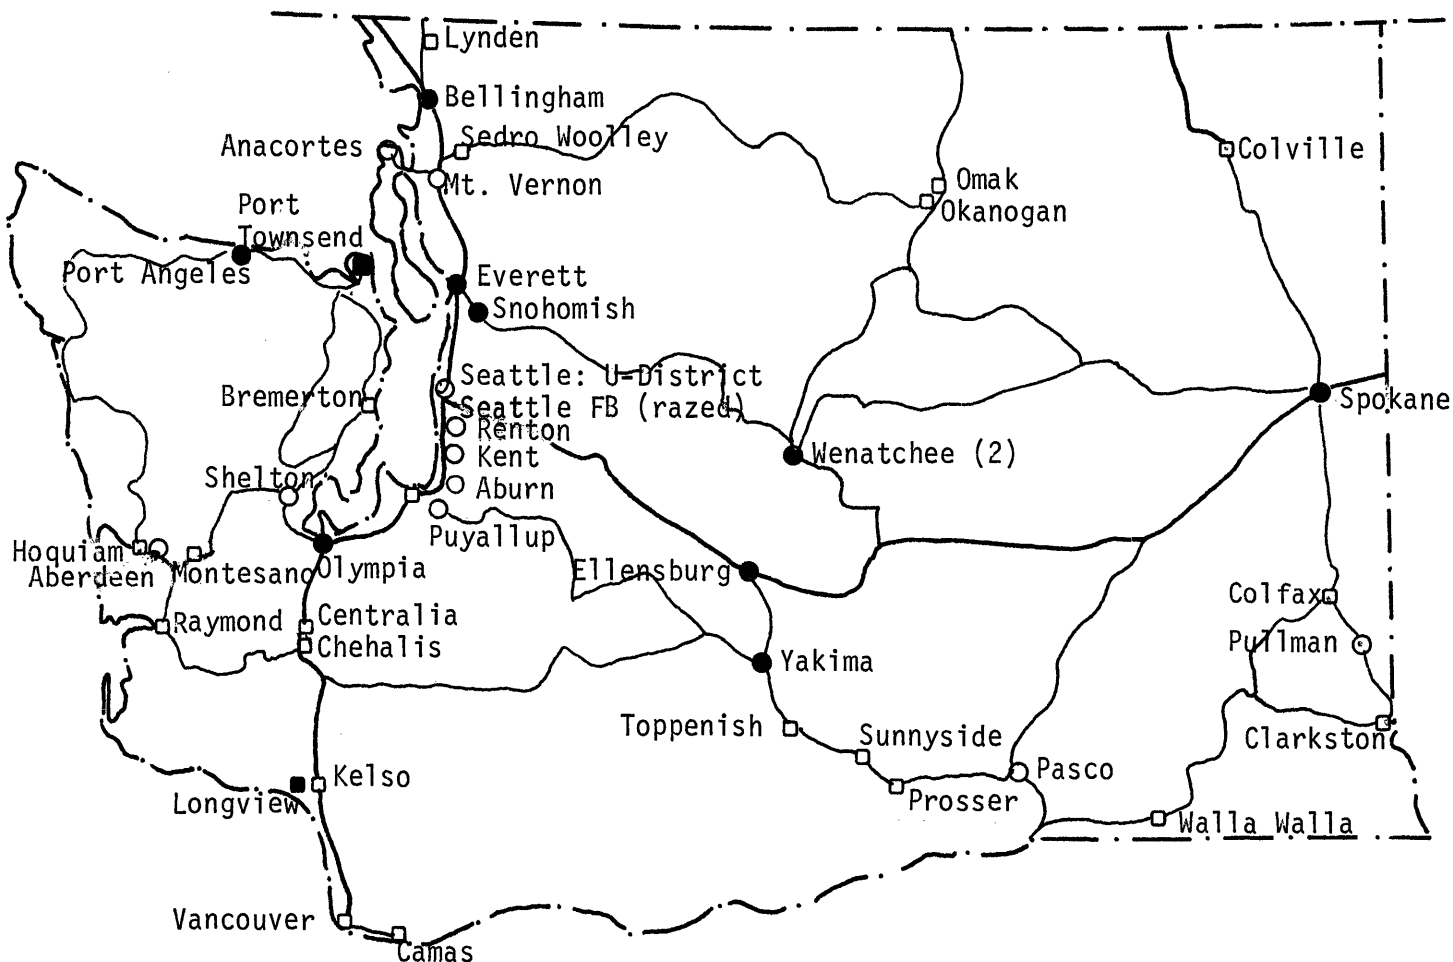 Lynden
Bellingham
Sedro Woolley
Anacortes
Mt. Vernon
Colville
Omak
Okanogan
Port
Townsend
Port Angeles
Everett
Snohomish
Seattle: U-District
Bremerton
Seattle FB (razed)
Spokane
Renton
Wenatchee (2)
Kent
Shelton
Aburn
Puyallup
Hoquiam
Aberdeen
Montesano
Olympia
Ellensburg
Colfax
Raymond
Centralia
Chehalis
Pullman
Yakima
Toppenish
Sunnyside
Clarkston
Kelso
Pasco
Longview
Prosser
Walla Walla
Vancouver
Camas